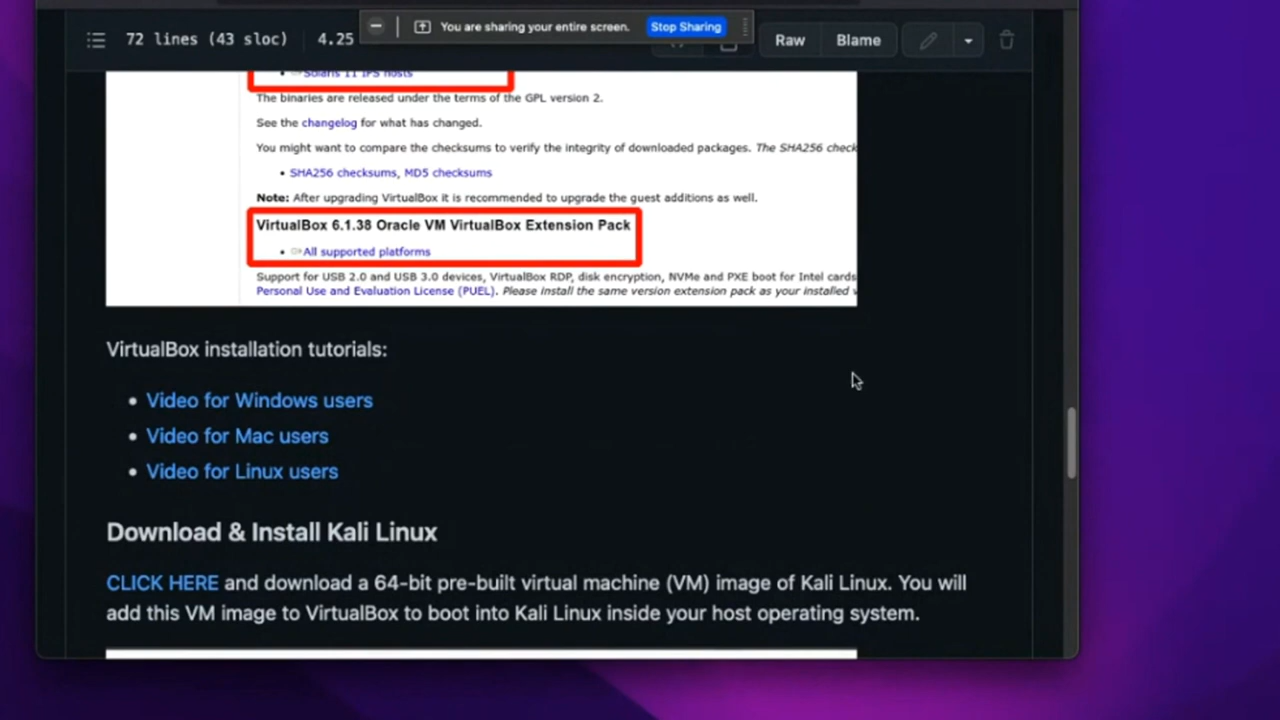 You are sharing your entire screen. Stop Sharing
72 lines (43 sloc) 4.25
Raw Blame
Solaris 11 IPS hosts
The binaries are released under the terms of the GPL version 2.
See the changelog for what has changed.
You might want to compare the checksums to verify the integrity of downloaded packages. The SHA256 check
• SHA256 checksums, MD5 checksums
Note: After upgrading VirtualBox it is recommended to upgrade the guest additions as well.
VirtualBox 6.1.38 Oracle VM VirtualBox Extension Pack
• All supported platforms
Support for USB 2.0 and USB 3.0 devices, VirtualBox RDP, disk encryption, NVMe and PXE boot for Intel cards
Personal Use and Evaluation License (PUEL). Please install the same version extension pack as your installed
VirtualBox installation tutorials:
• Video for Windows users
• Video for Mac users
• Video for Linux users
Download & Install Kali Linux
CLICK HERE and download a 64-bit pre-built virtual machine (VM) image of Kali Linux. You will
add this VM image to VirtualBox to boot into Kali Linux inside your host operating system.